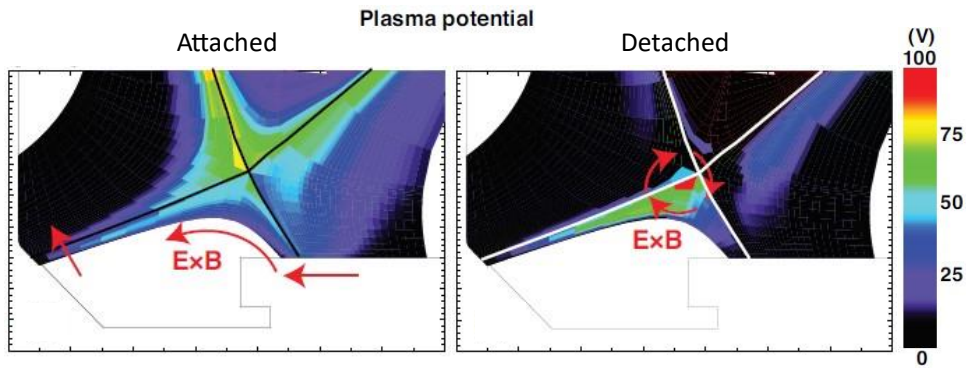 Plasma potential
Attached
Detached
(V)
100
75
50
25
0
E×B
E×B